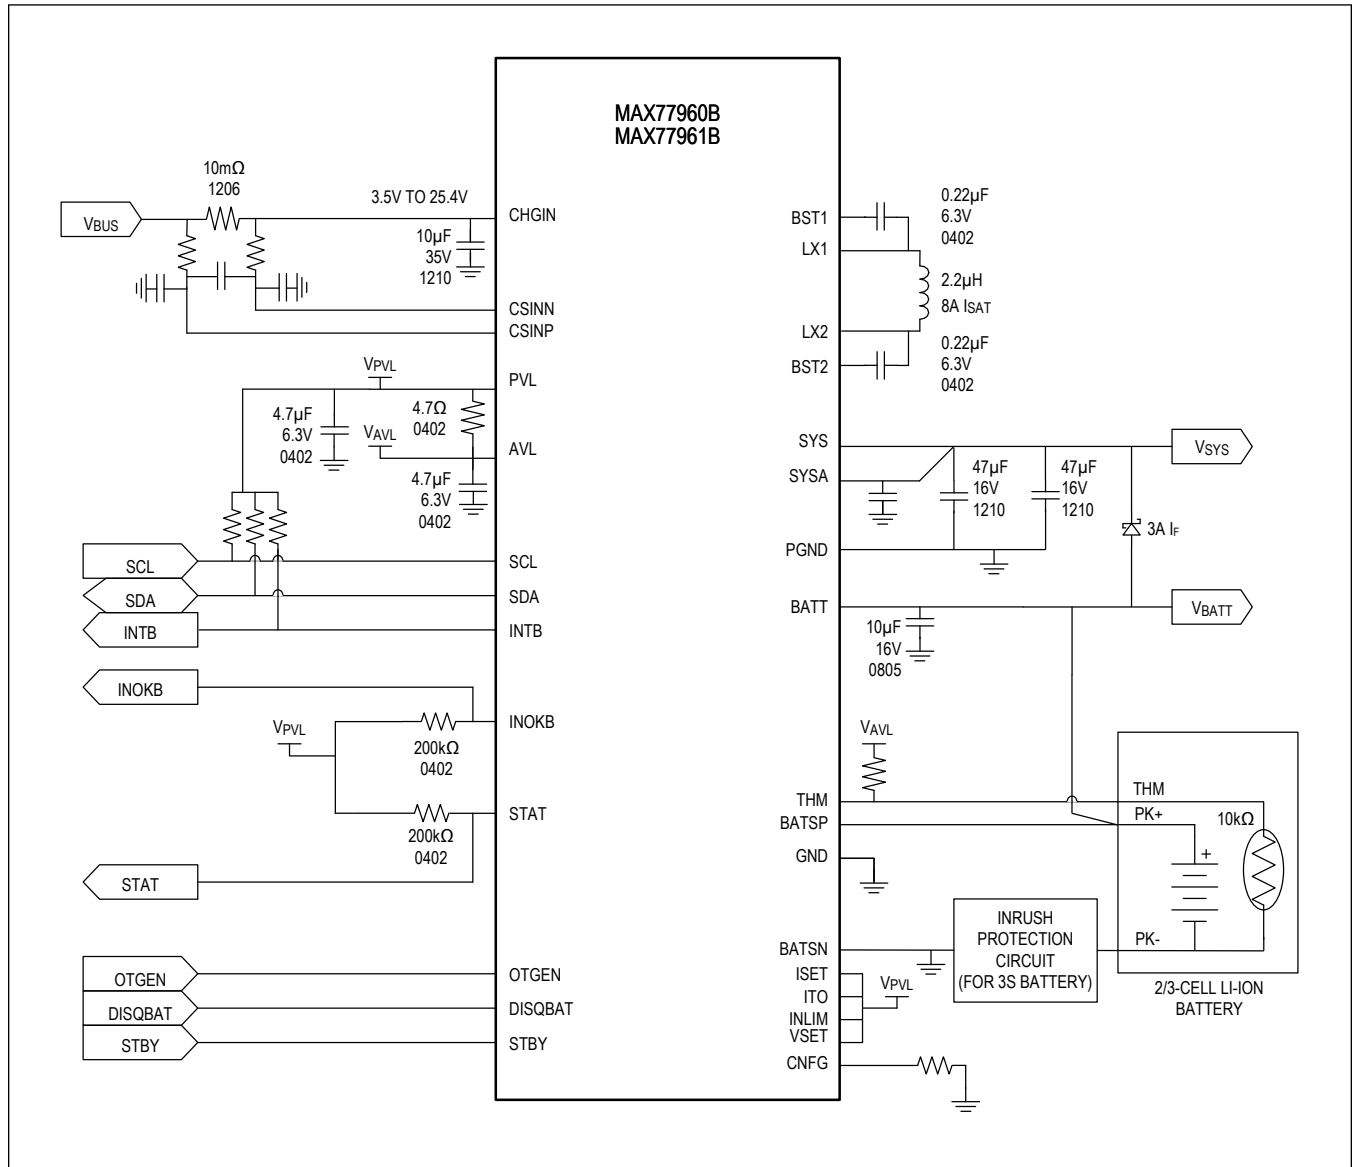 MAX77960B
MAX77961B
10mΩ
1206
3.5V TO 25.4V
VBUS
CHGIN
10µF
35V
1210
CSINN
CSINP
VPVL
PVL
4.7µF
6.3V
0402
4.7Ω
0402
VAVL
AVL
4.7µF
6.3V
0402
SCL
SCL
SDA
SDA
INTB
INTB
INOKB
INOKB
VPVL
200kΩ
0402
STAT
200kΩ
0402
STAT
OTGEN
OTGEN
DISQBAT
DISQBAT
STBY
STBY
BST1
0.22µF
6.3V
0402
LX1
2.2µH
8A ISAT
LX2
0.22µF
6.3V
0402
BST2
SYS
VSYS
SYSA
47µF
16V
1210
47µF
16V
1210
3A IF
PGND
BATT
VBATT
10µF
16V
0805
VAVL
THM
THM
BATSP
PK+
10kΩ
+
GND
BATSN
INRUSH
PROTECTION
CIRCUIT
(FOR 3S BATTERY)
PK-
2/3-CELL LI-ION
BATTERY
ISET
ITO
INLIM
VSET
VPVL
CNFG